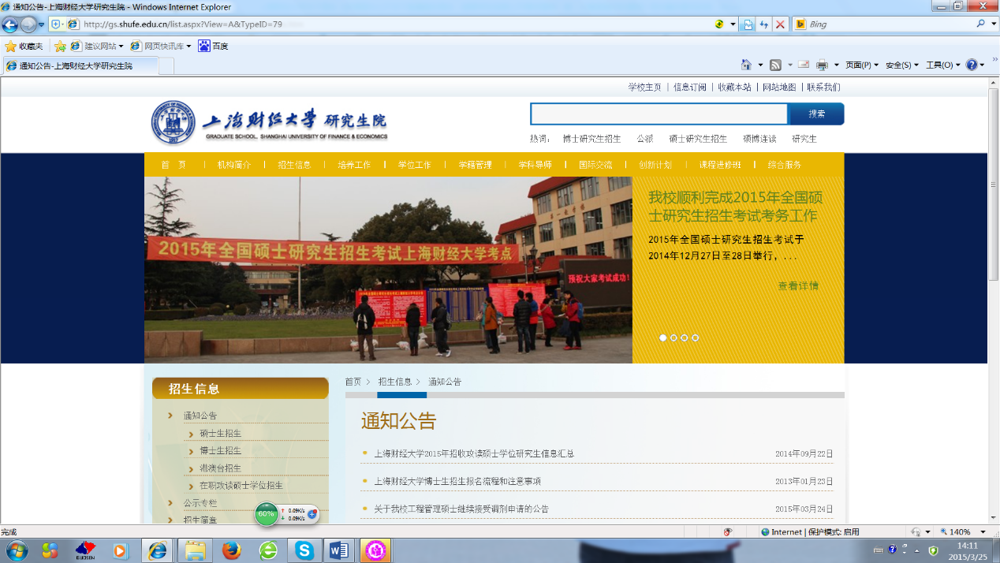 通知公告-上海财经大学研究生院 - Windows Internet Explorer
http://gs.shufe.edu.cn/list.aspx?View=A&TypeID=79
Bing
收藏夹 建议网站 网页快讯库 百度
通知公告-上海财经大学研究生院
页面(P) 安全(S) 工具(O)
学校主页 | 信息订阅 | 收藏本站 | 网站地图 | 联系我们
上海财经大学 研究生院
GRADUATE SCHOOL, SHANGHAI UNIVERSITY OF FINANCE & ECONOMICS
搜索
热词： 博士研究生招生 公派 硕士研究生招生 硕博连读 研究生
首 页 | 机构简介 | 招生信息 | 培养工作 | 学位工作 | 学籍管理 | 学科导师 | 国际交流 | 创新计划 | 课程进修班 | 综合服务
2015年全国硕士研究生招生考试上海财经大学考点
预祝大家考试成功!
我校顺利完成2015年全国硕
士研究生招生考试考务工作
2015年全国硕士研究生招生考试于
2014年12月27日至28日举行，...
查看详情
招生信息
通知公告
硕士生招生
博士生招生
港澳台招生
在职攻读硕士学位招生
公示专栏
招生简章
首页 > 招生信息 > 通知公告
通知公告
上海财经大学2015年招收攻读硕士学位研究生信息汇总 2014年09月22日
上海财经大学博士生招生报名流程和注意事项 2013年01月23日
关于我校工程管理硕士继续接受调剂申请的公告 2015年03月24日
60%
0.09K/s
0.09K/s
完成
Internet | 保护模式: 启用
140%
EUDSEN
14:11
2015/3/25